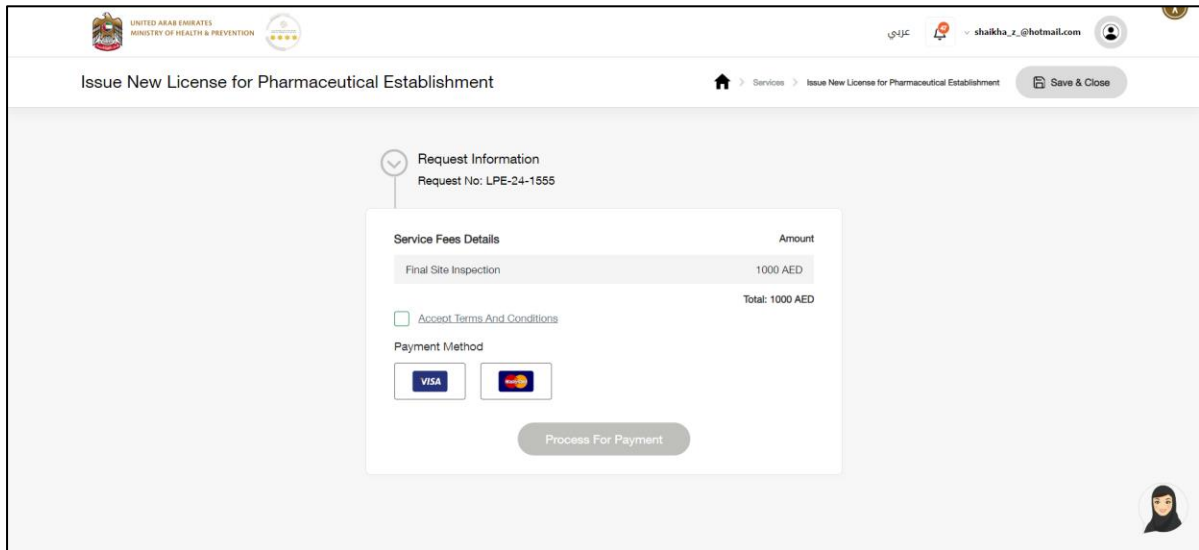 UNITED ARAB EMIRATES
MINISTRY OF HEALTH & PREVENTION
عربي
shaikha_z_@hotmail.com
Issue New License for Pharmaceutical Establishment
Services > Issue New License for Pharmaceutical Establishment
Save & Close
Request Information
Request No: LPE-24-1555
Service Fees Details Amount
Final Site Inspection 1000 AED
Total: 1000 AED
Accept Terms And Conditions
Payment Method
VISA MasterCard
Process For Payment